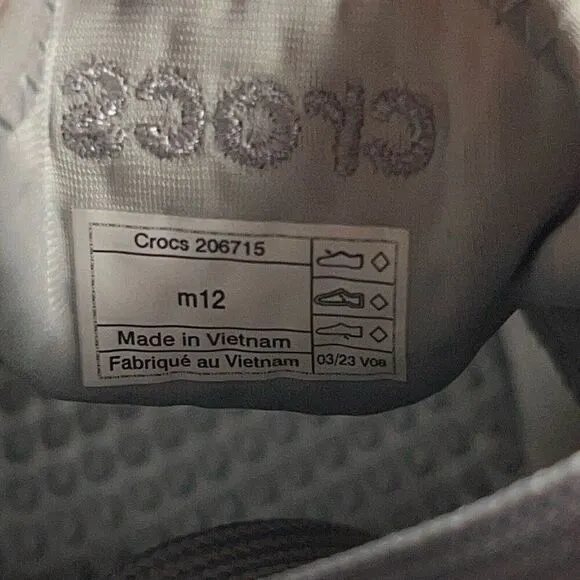 crocs
Crocs 206715
m12
Made in Vietnam
Fabriqué au Vietnam
03/23 V08